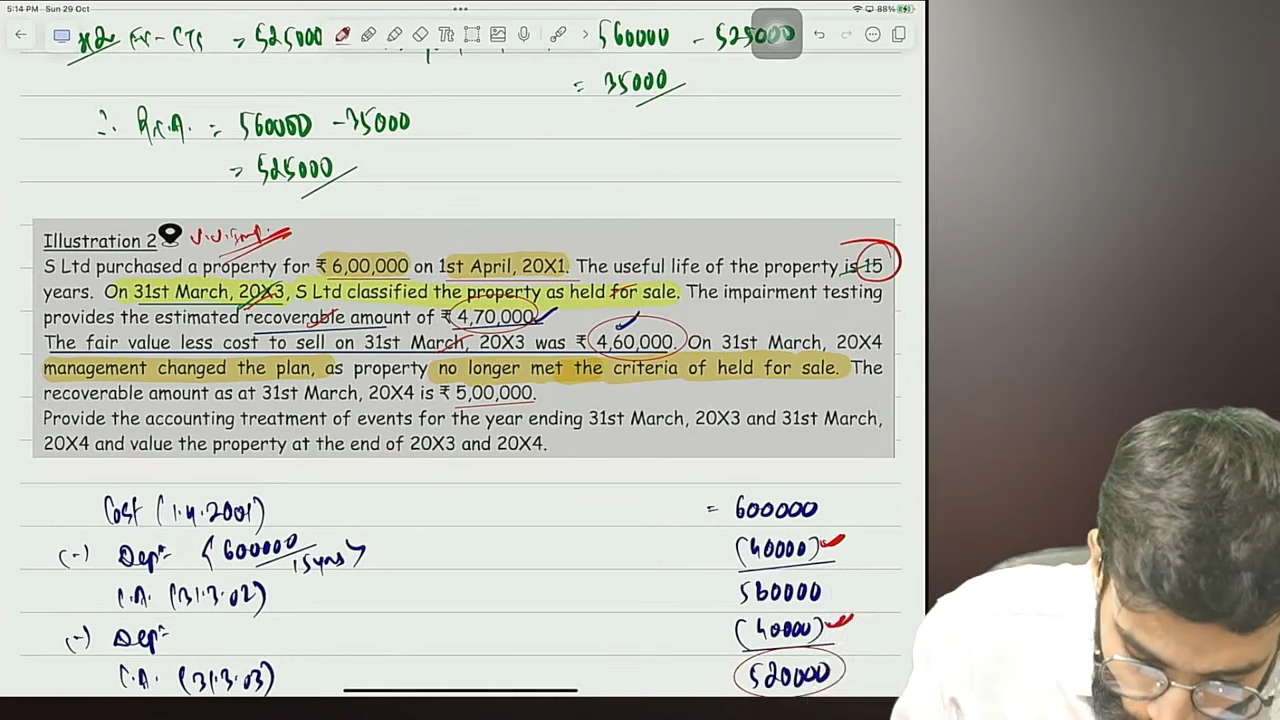 5:14 PM Sun 29 Oct
88%
= 525000
560000 - 525000
= 35000
∴ = 560000 - 35000
= 525000
Illustration 2
S Ltd purchased a property for ₹ 6,00,000 on 1st April, 20X1. The useful life of the property is 15
years. On 31st March, 20X3, S Ltd classified the property as held for sale. The impairment testing
provides the estimated recoverable amount of ₹ 4,70,000.
The fair value less cost to sell on 31st March, 20X3 was ₹ 4,60,000. On 31st March, 20X4
management changed the plan, as property no longer met the criteria of held for sale. The
recoverable amount as at 31st March, 20X4 is ₹ 5,00,000.
Provide the accounting treatment of events for the year ending 31st March, 20X3 and 31st March,
20X4 and value the property at the end of 20X3 and 20X4.
Cost (1.4.2001) = 600000
(-) Depn (600000 / 15yrs) (40000)
C.A. (31.3.02) 560000
(-) Depn (40000)
C.A. (31.3.03) 520000